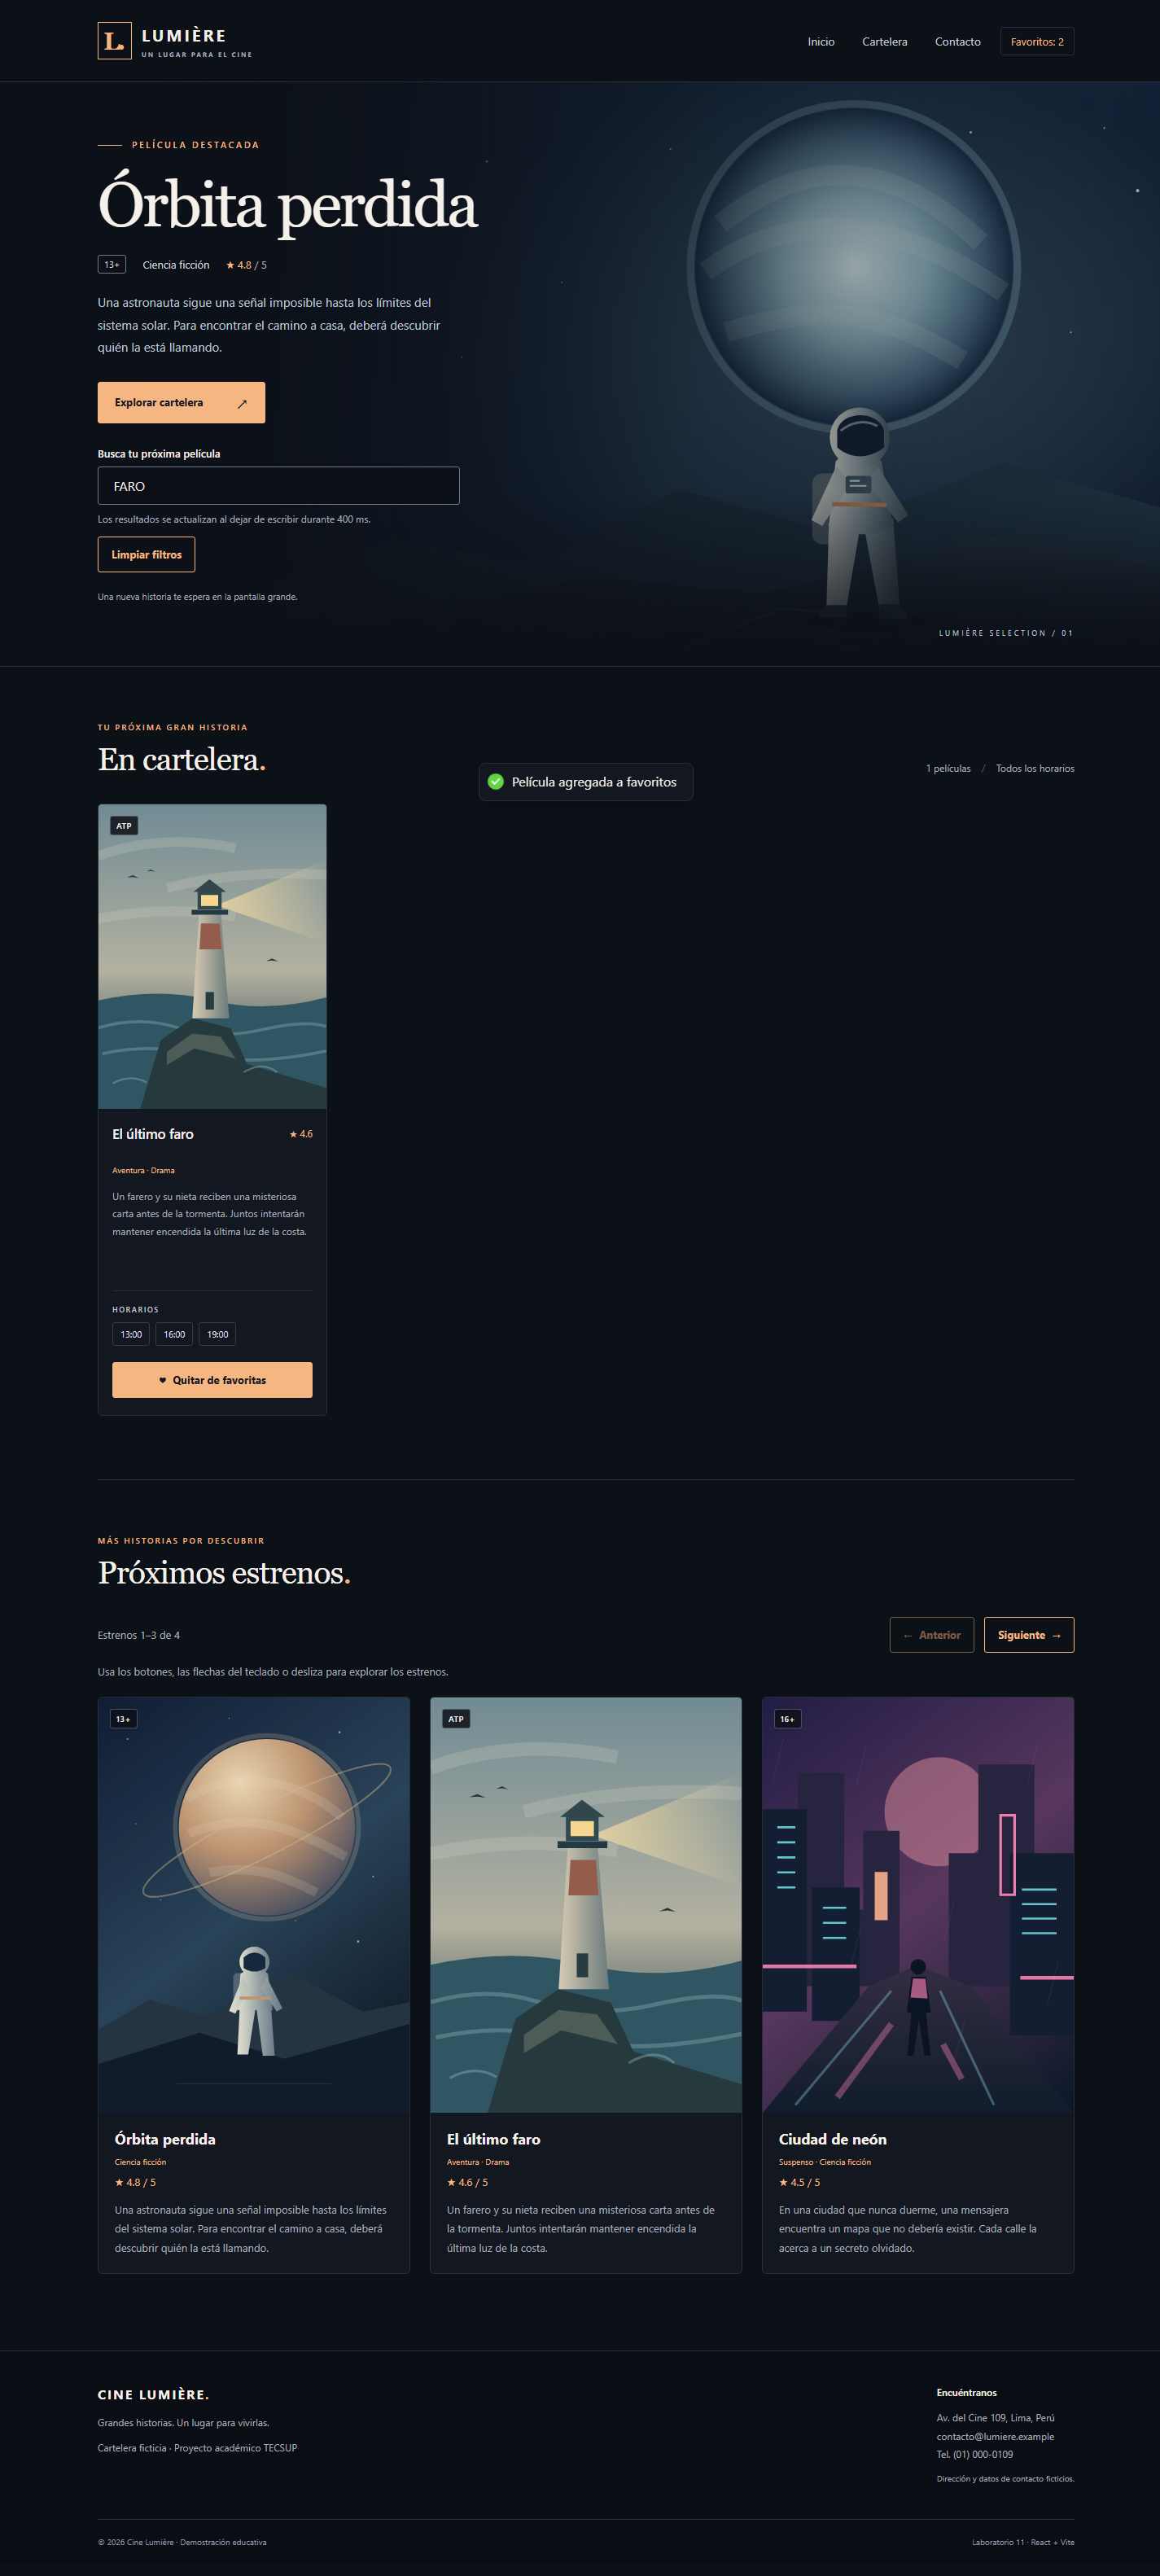 L.
LUMIÈRE
UN LUGAR PARA EL CINE
Inicio
Cartelera
Contacto
Favoritos: 2
PELÍCULA DESTACADA
Órbita perdida
13+
Ciencia ficción
★ 4.8 / 5
Una astronauta sigue una señal imposible hasta los límites del
sistema solar. Para encontrar el camino a casa, deberá descubrir
quién la está llamando.
Explorar cartelera ↗
Busca tu próxima película
FARO
Los resultados se actualizan al dejar de escribir durante 400 ms.
Limpiar filtros
Una nueva historia te espera en la pantalla grande.
LUMIÈRE SELECTION / 01
TU PRÓXIMA GRAN HISTORIA
En cartelera.
Película agregada a favoritos
1 películas / Todos los horarios
ATP
El último faro
★ 4.6
Aventura · Drama
Un farero y su nieta reciben una misteriosa
carta antes de la tormenta. Juntos intentarán
mantener encendida la última luz de la costa.
HORARIOS
13:00
16:00
19:00
♥ Quitar de favoritas
MÁS HISTORIAS POR DESCUBRIR
Próximos estrenos.
Estrenos 1–3 de 4
← Anterior
Siguiente →
Usa los botones, las flechas del teclado o desliza para explorar los estrenos.
13+
Órbita perdida
Ciencia ficción
★ 4.8 / 5
Una astronauta sigue una señal imposible hasta los límites
del sistema solar. Para encontrar el camino a casa, deberá
descubrir quién la está llamando.
ATP
El último faro
Aventura · Drama
★ 4.6 / 5
Un farero y su nieta reciben una misteriosa carta antes de
la tormenta. Juntos intentarán mantener encendida la
última luz de la costa.
16+
Ciudad de neón
Suspenso · Ciencia ficción
★ 4.5 / 5
En una ciudad que nunca duerme, una mensajera
encuentra un mapa que no debería existir. Cada calle la
acerca a un secreto olvidado.
CINE LUMIÈRE.
Grandes historias. Un lugar para vivirlas.
Cartelera ficticia · Proyecto académico TECSUP
Encuéntranos
Av. del Cine 109, Lima, Perú
contacto@lumiere.example
Tel. (01) 000-0109
Dirección y datos de contacto ficticios.
© 2026 Cine Lumière · Demostración educativa
Laboratorio 11 · React + Vite